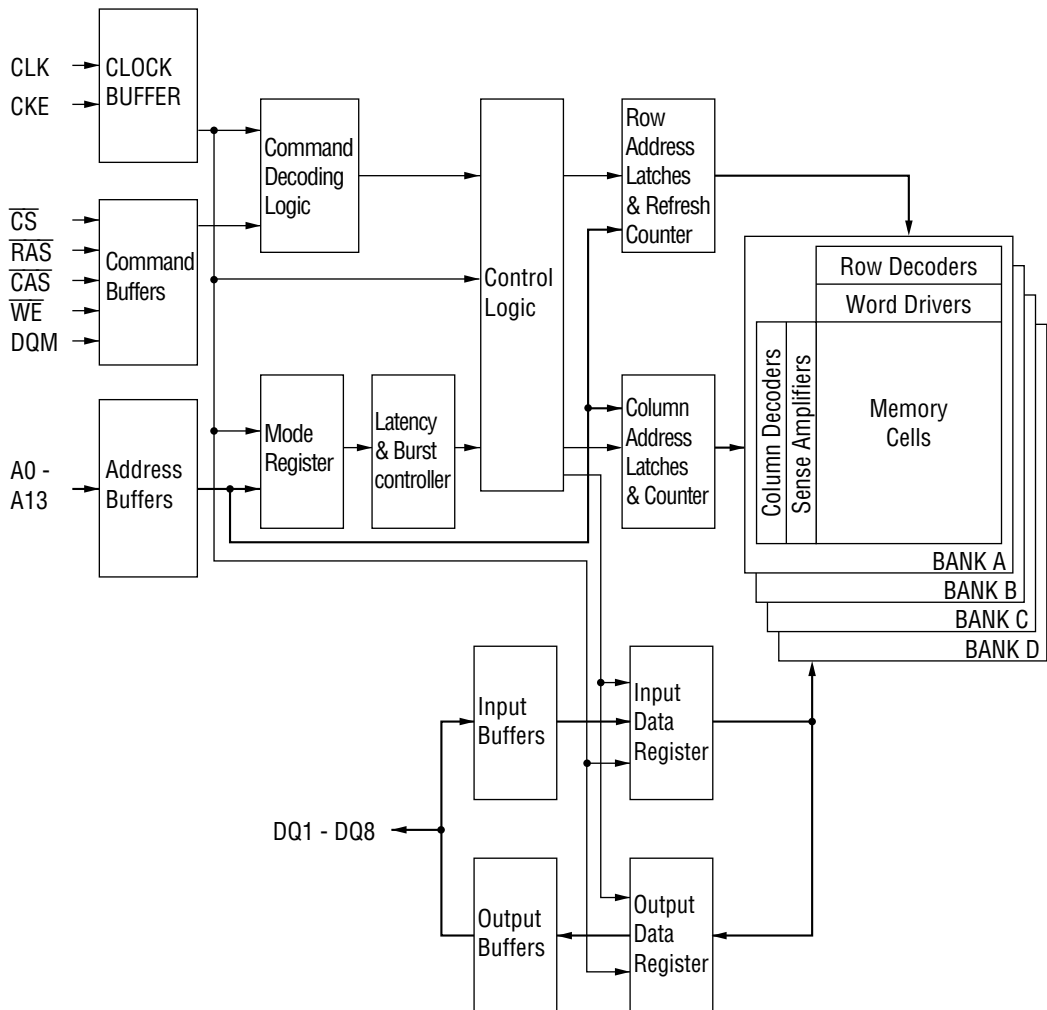 CLK
CKE
CLOCK
BUFFER
CS
RAS
CAS
WE
DQM
Command
Buffers
A0 -
A13
Address
Buffers
Command
Decoding
Logic
Mode
Register
Latency
& Burst
controller
Control
Logic
Row
Address
Latches
& Refresh
Counter
Column
Address
Latches
& Counter
Row Decoders
Word Drivers
Column Decoders
Sense Amplifiers
Memory
Cells
BANK A
BANK B
BANK C
BANK D
Input
Buffers
Input
Data
Register
DQ1 - DQ8
Output
Buffers
Output
Data
Register